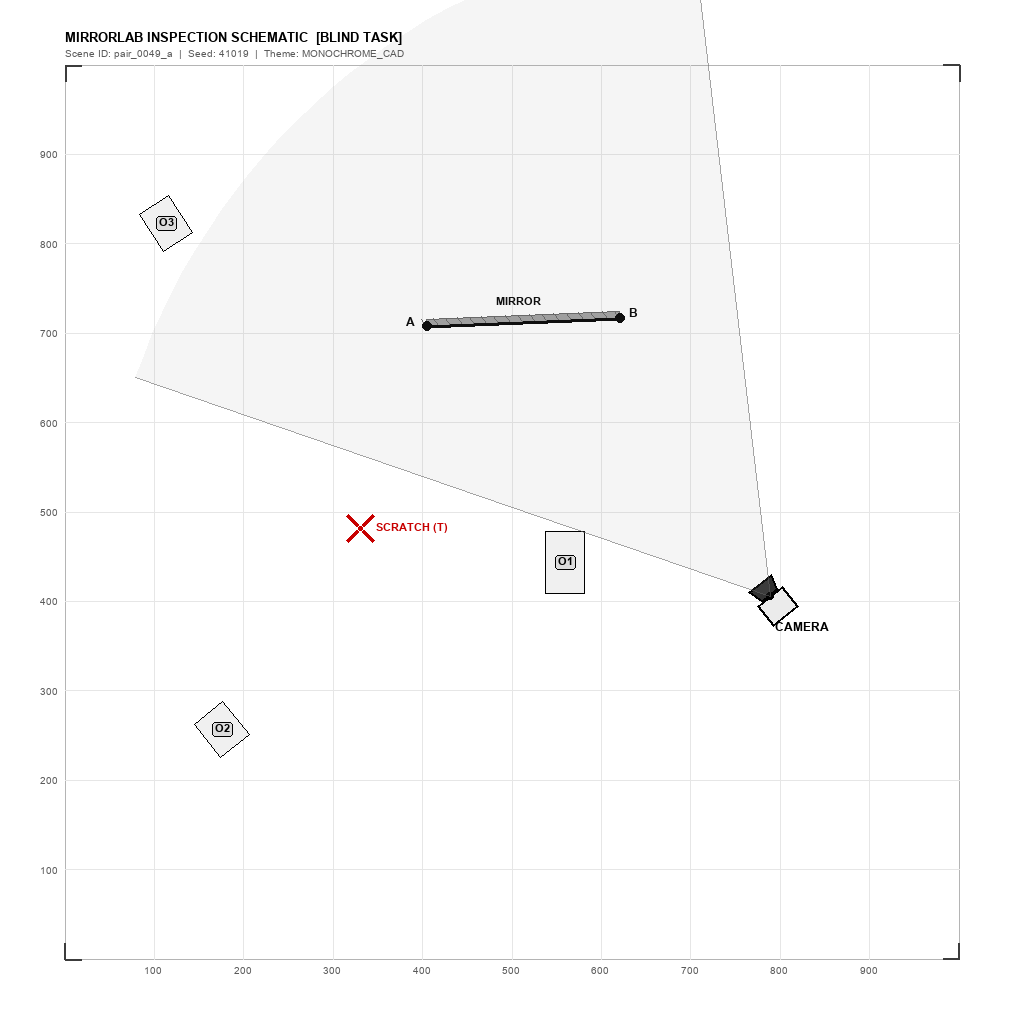 MIRRORLAB INSPECTION SCHEMATIC [BLIND TASK]
Scene ID: pair_0049_a | Seed: 41019 | Theme: MONOCHROME_CAD
900
O3
800
MIRROR
A
B
700
600
500
SCRATCH (T)
O1
400
CAMERA
300
O2
200
100
100 200 300 400 500 600 700 800 900